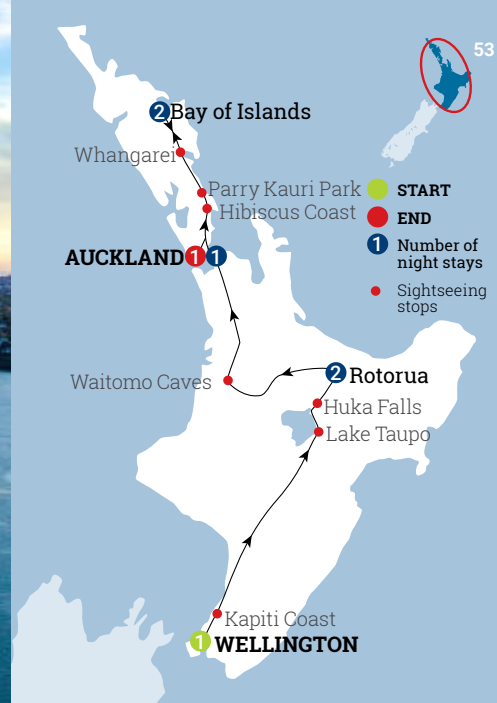 53
2 Bay of Islands
Whangarei
Parry Kauri Park
Hibiscus Coast
START
END
1 Number of
night stays
Sightseeing
stops
AUCKLAND 1 1
Waitomo Caves
2 Rotorua
Huka Falls
Lake Taupo
Kapiti Coast
1 WELLINGTON